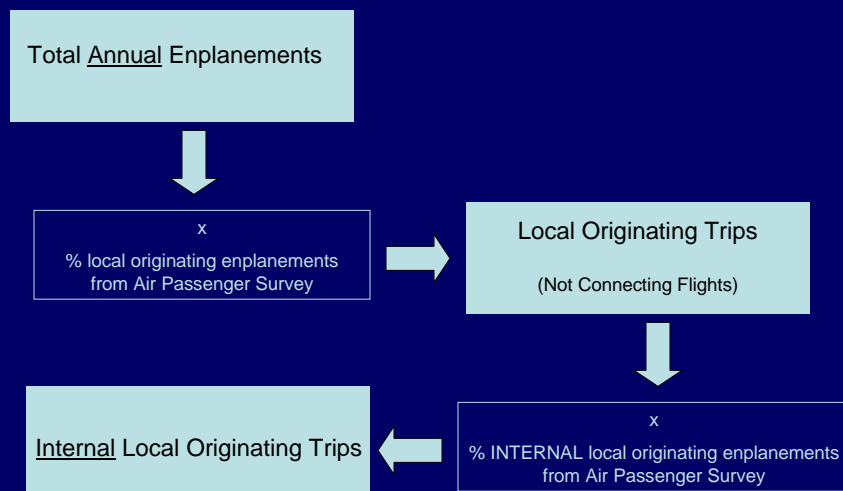 Total Annual Enplanements
x
% local originating enplanements
from Air Passenger Survey
Local Originating Trips
(Not Connecting Flights)
x
% INTERNAL local originating enplanements
from Air Passenger Survey
Internal Local Originating Trips